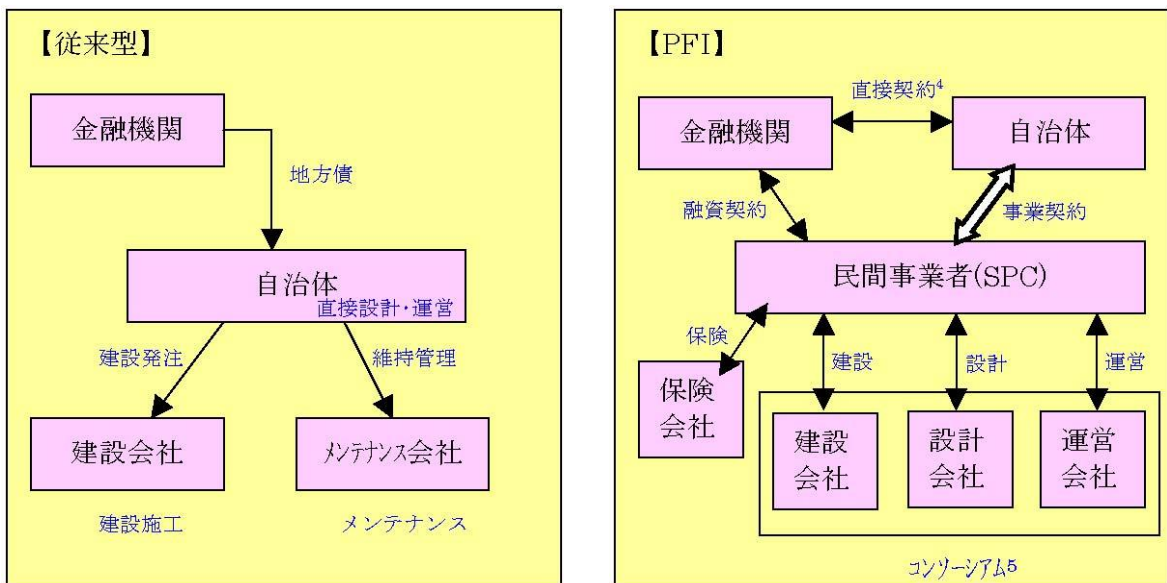 【従来型】
金融機関
地方債
自治体
直接設計・運営
建設発注
維持管理
建設会社
メンテナンス会社
建設施工
メンテナンス
【PFI】
直接契約4
金融機関
自治体
融資契約
事業契約
民間事業者(SPC)
保険
建設
設計
運営
保険
会社
建設
会社
設計
会社
運営
会社
コンソーシアム5